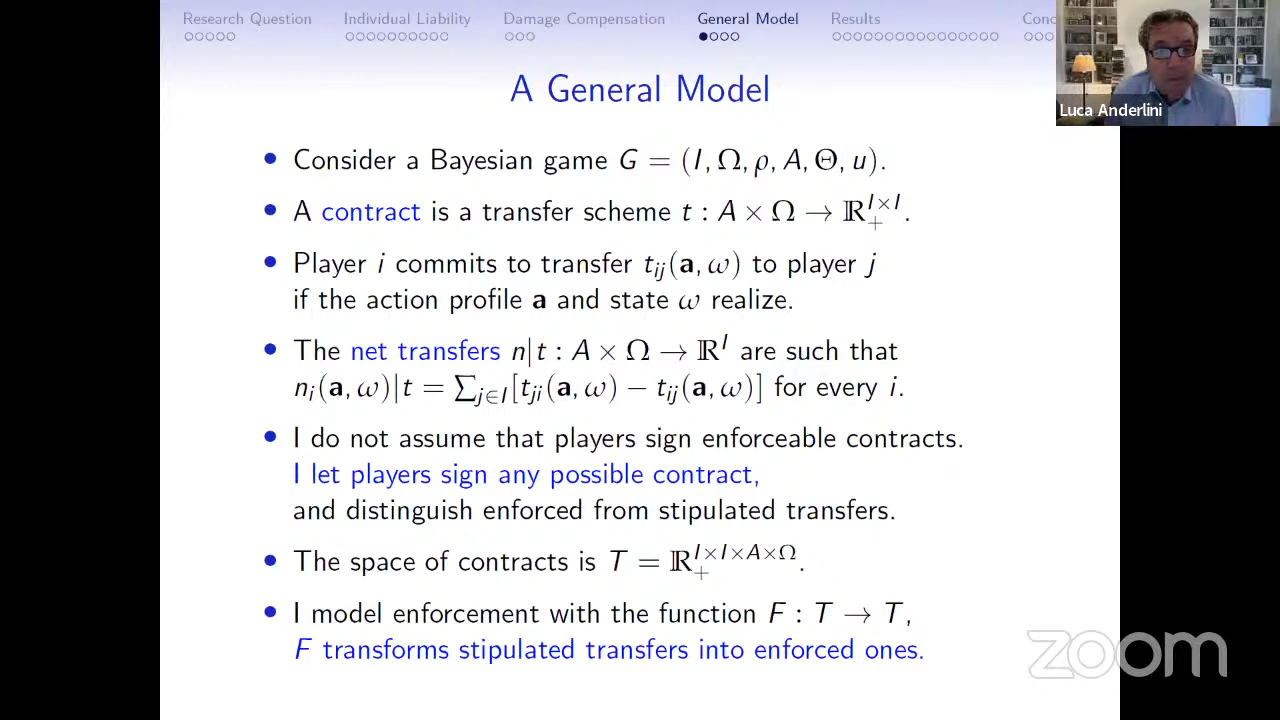 Research Question Individual Liability Damage Compensation General Model Results
Luca Anderlini
A General Model
• Consider a Bayesian game G = (I, Ω, ρ, A, Θ, u).
• A contract is a transfer scheme t : A × Ω → ℝ₊^{I×I}.
• Player i commits to transfer t_{ij}(a, ω) to player j
if the action profile a and state ω realize.
• The net transfers n|t : A × Ω → ℝ^I are such that
n_i(a, ω)|t = ∑_{j∈I}[t_{ji}(a, ω) − t_{ij}(a, ω)] for every i.
• I do not assume that players sign enforceable contracts.
I let players sign any possible contract,
and distinguish enforced from stipulated transfers.
• The space of contracts is T = ℝ₊^{I×I×A×Ω}.
• I model enforcement with the function F : T → T,
F transforms stipulated transfers into enforced ones.
zoom